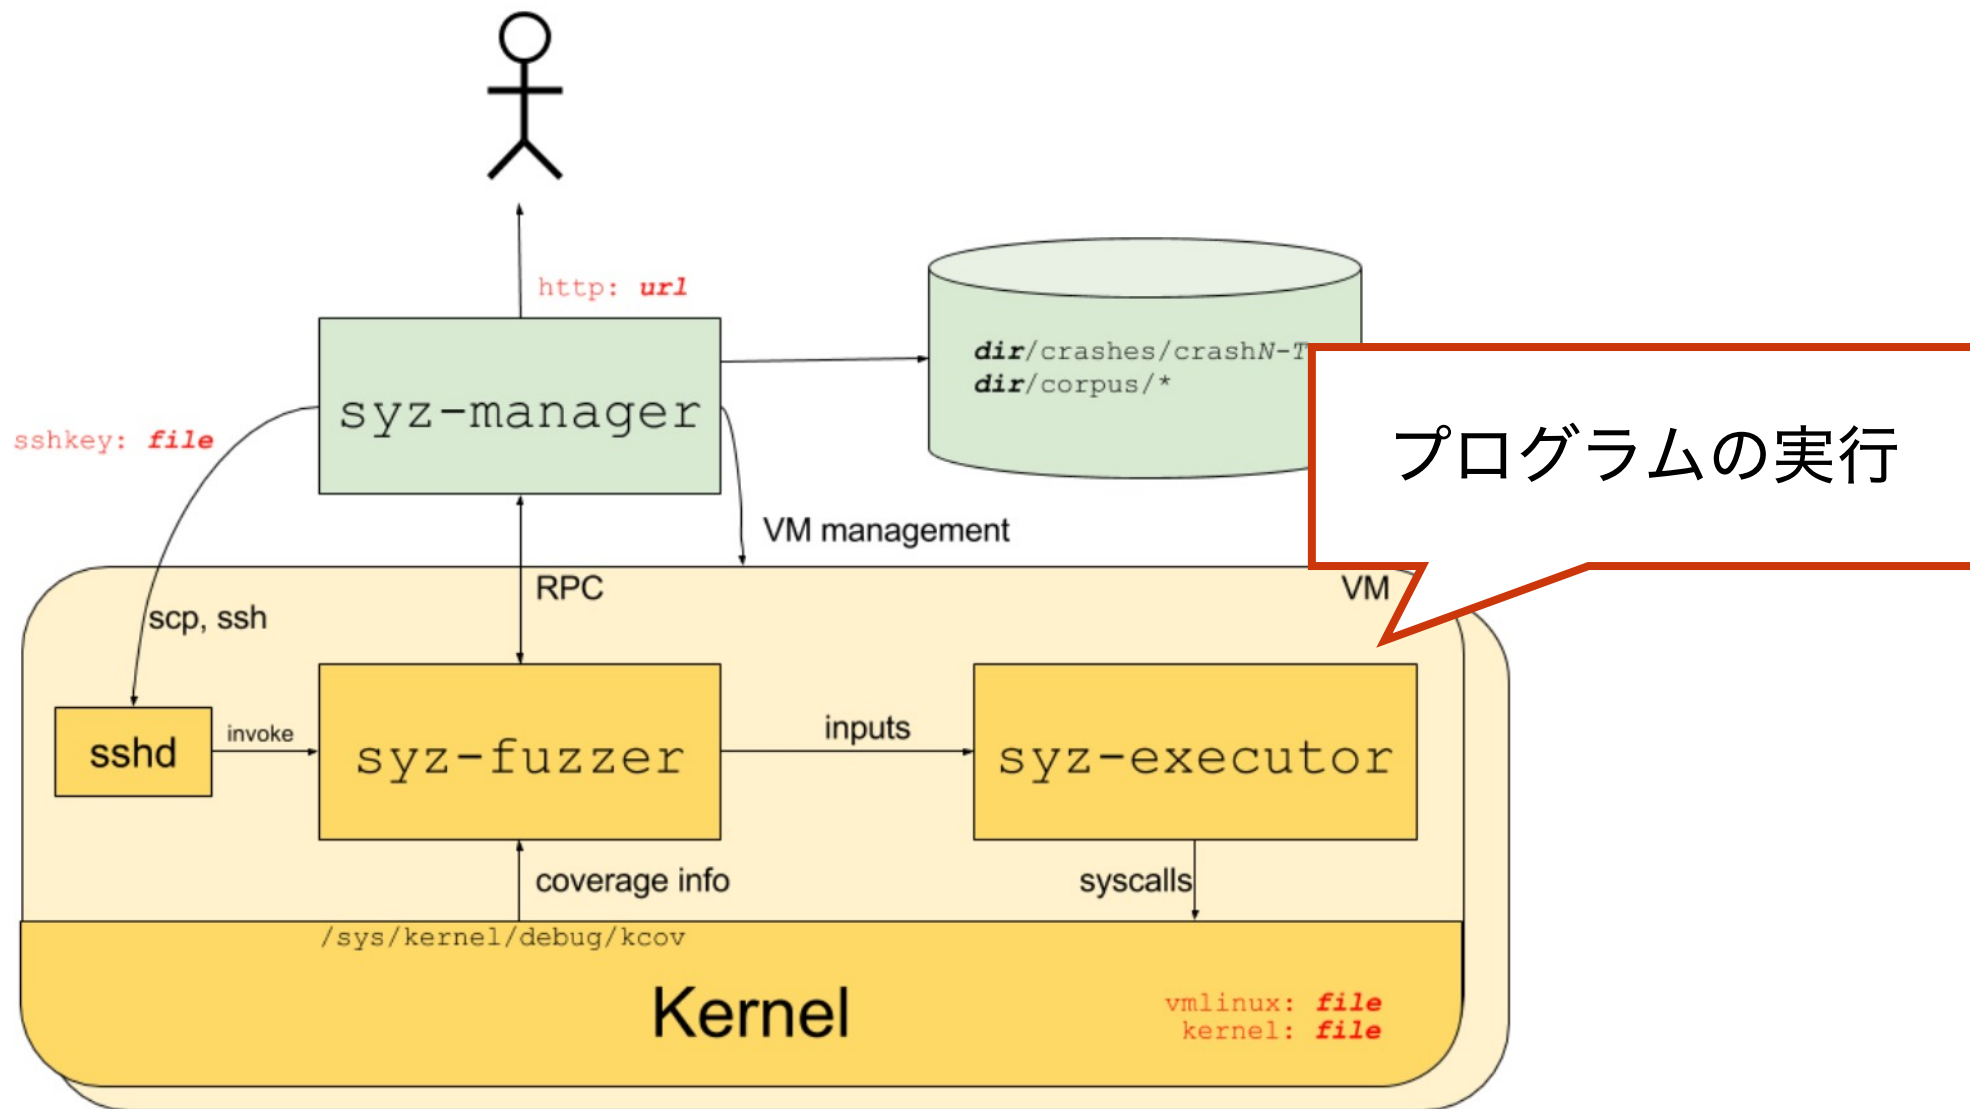 http: url
dir/crashes/crashN-T
dir/corpus/*
syz-manager
プログラムの実行
sshkey: file
VM management
RPC
VM
scp, ssh
sshd
invoke
syz-fuzzer
inputs
syz-executor
coverage info
syscalls
/sys/kernel/debug/kcov
Kernel
vmlinux: file
kernel: file